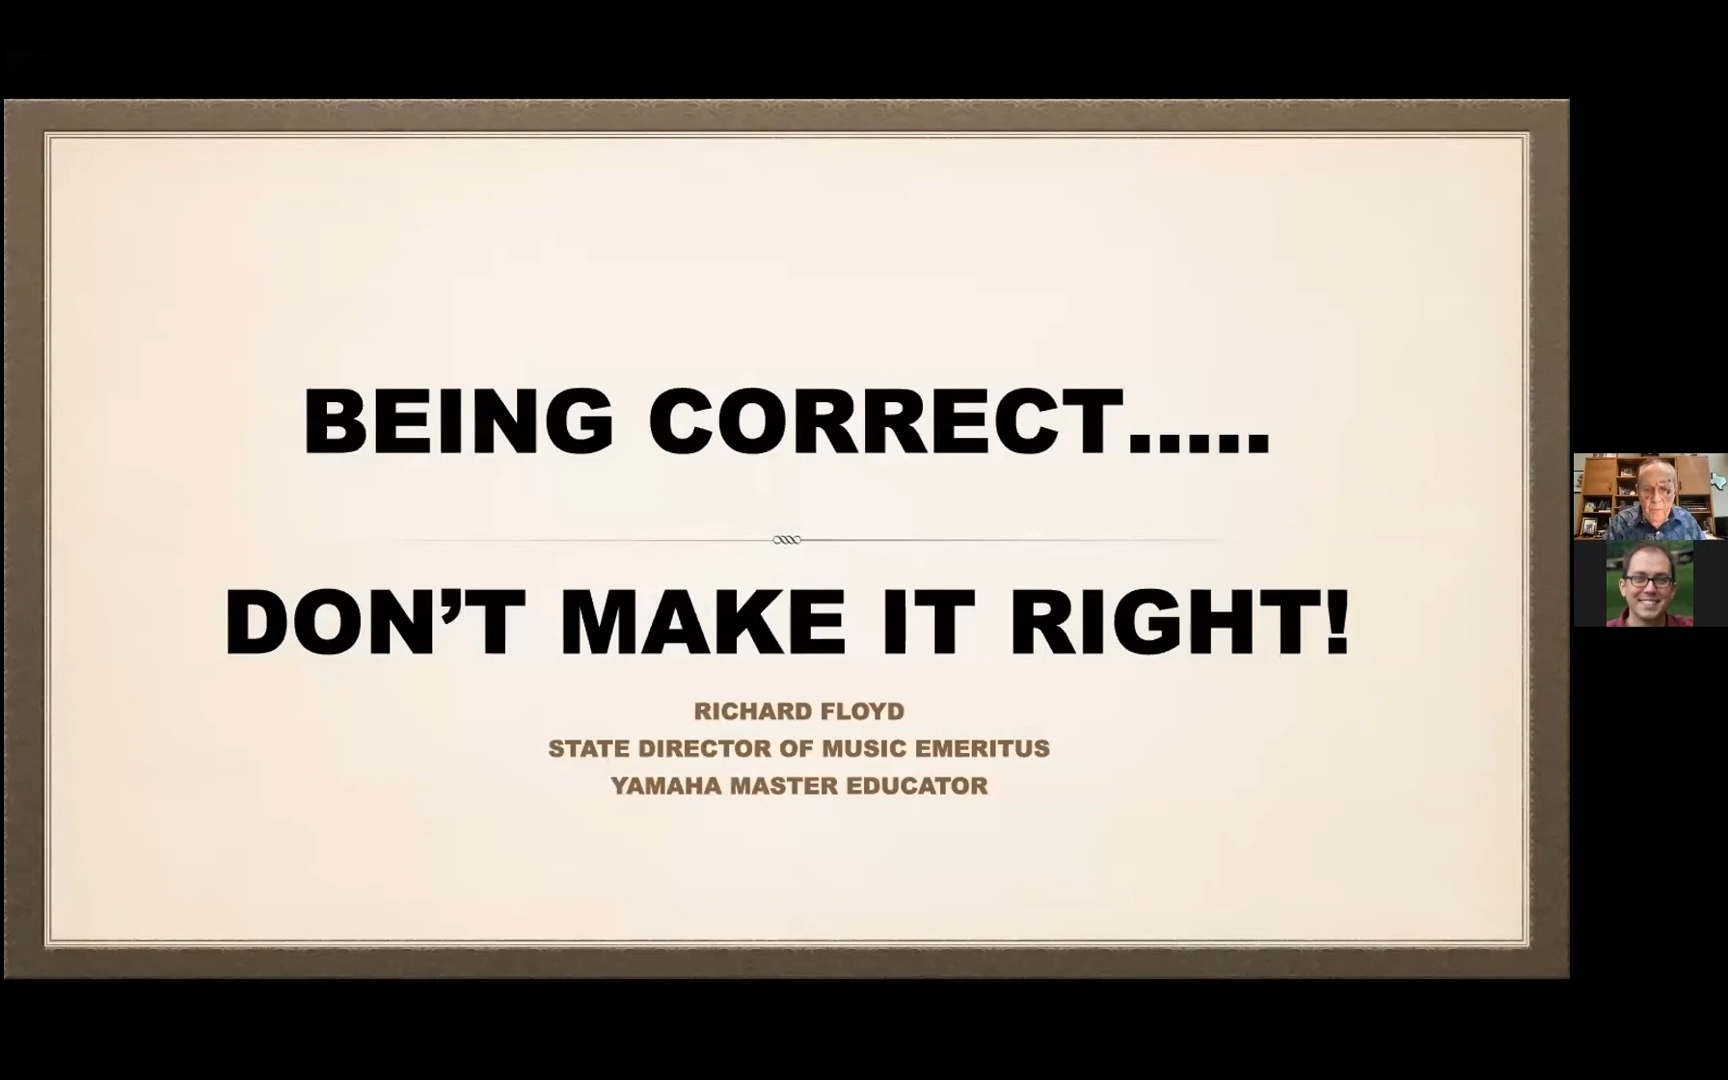 BEING CORRECT.....
DON’T MAKE IT RIGHT!
RICHARD FLOYD
STATE DIRECTOR OF MUSIC EMERITUS
YAMAHA MASTER EDUCATOR